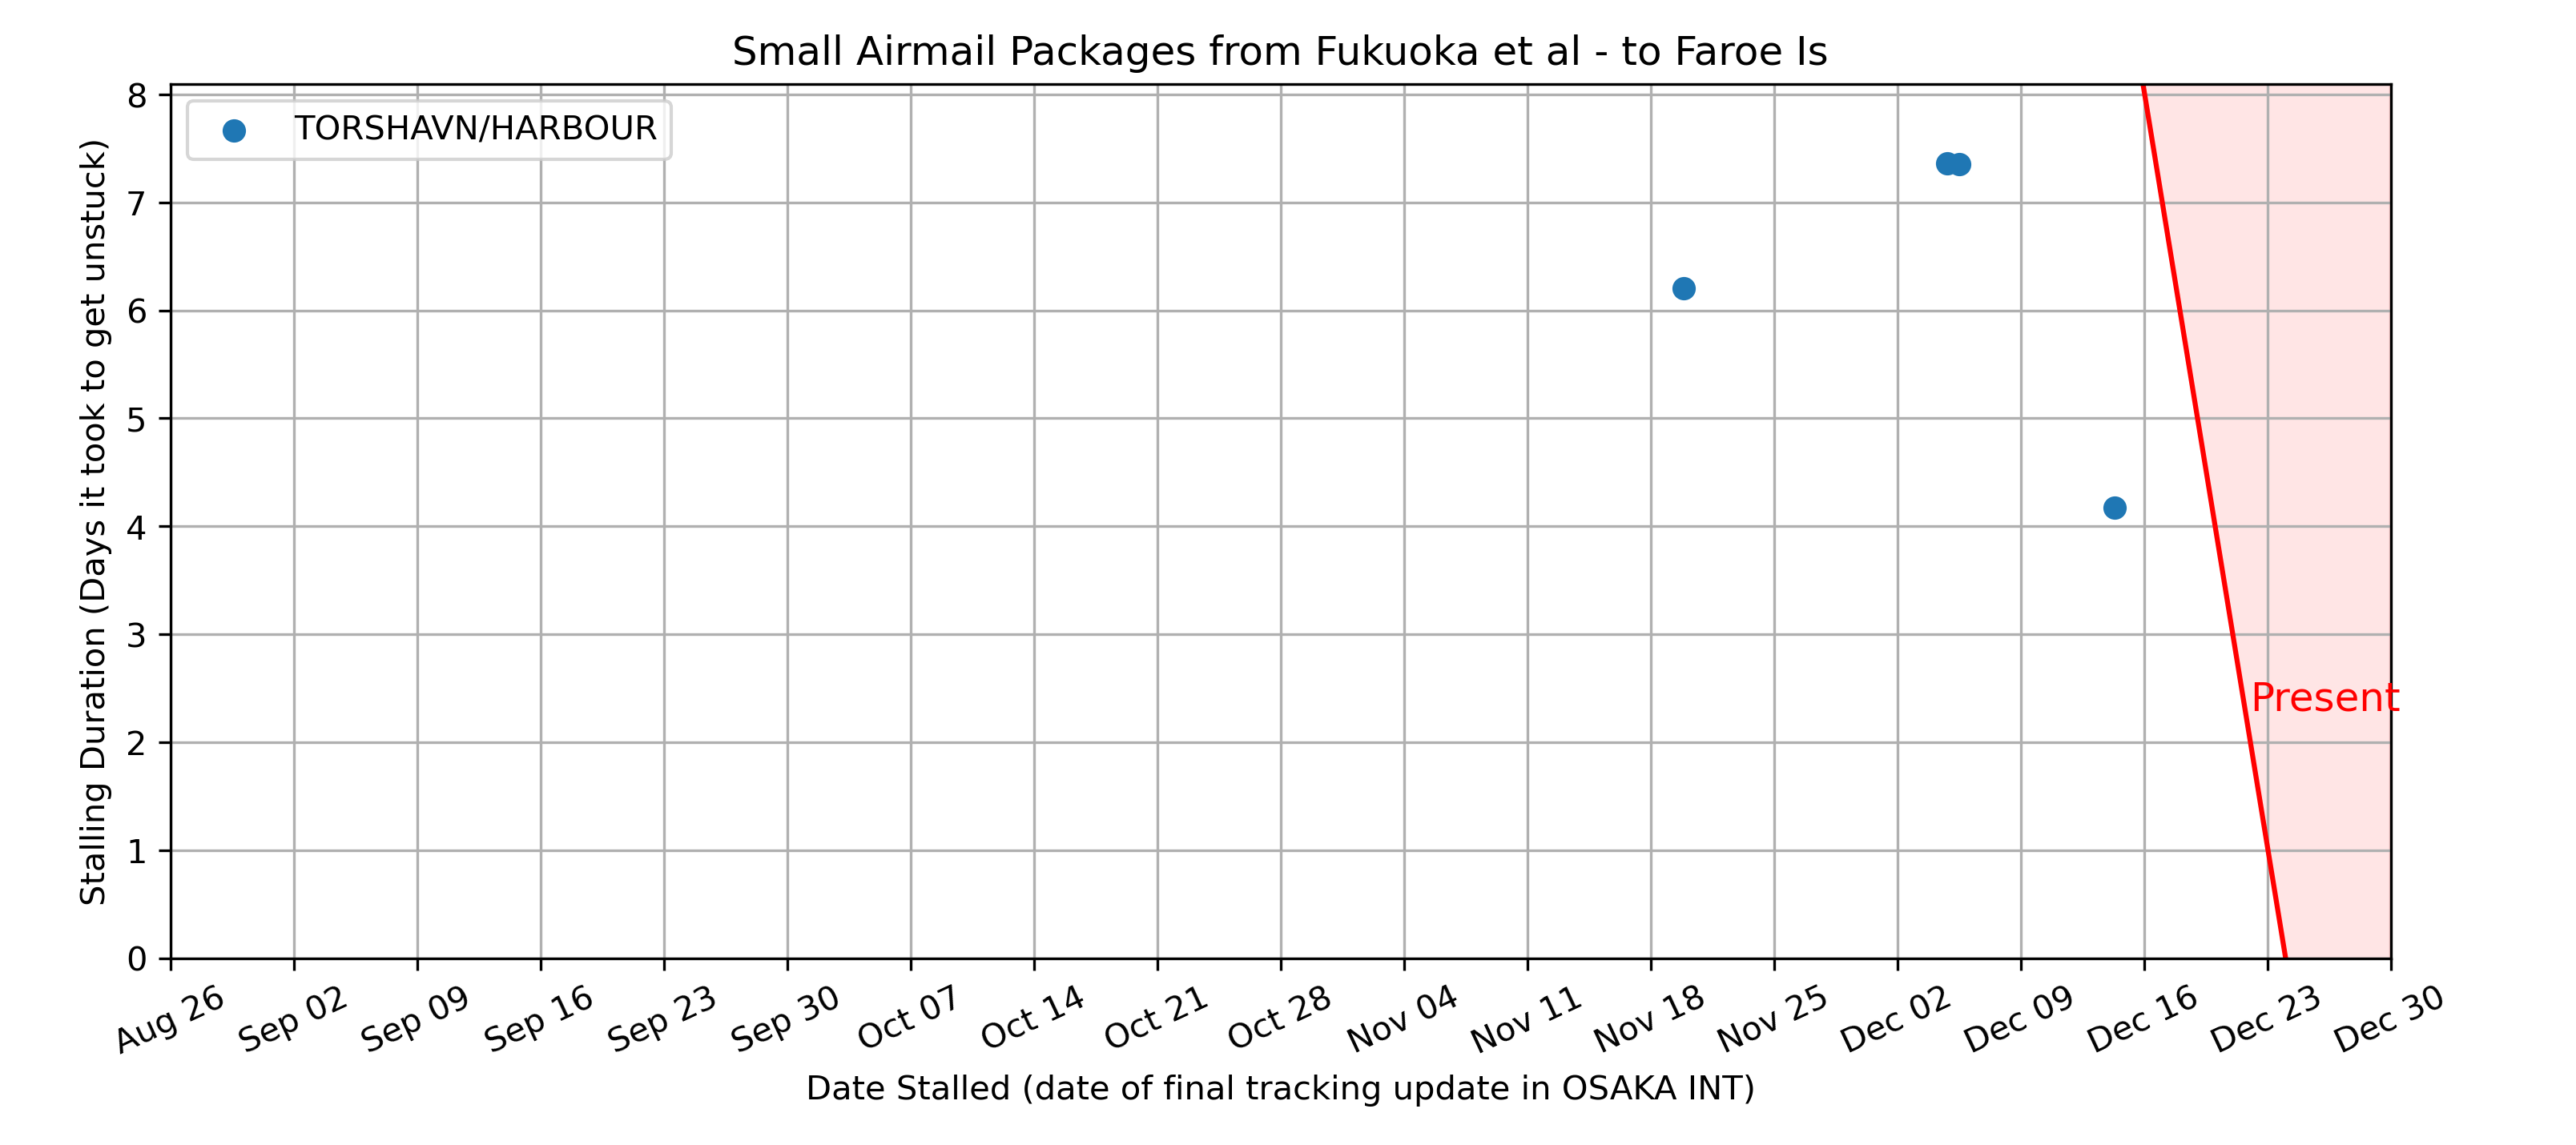 Small Airmail Packages from Fukuoka et al - to Faroe Is
TORSHAVN/HARBOUR
Stalling Duration (Days it took to get unstuck)
8
7
6
5
4
3
2
1
0
Present
Aug 26 Sep 02 Sep 09 Sep 16 Sep 23 Sep 30 Oct 07 Oct 14 Oct 21 Oct 28 Nov 04 Nov 11 Nov 18 Nov 25 Dec 02 Dec 09 Dec 16 Dec 23 Dec 30
Date Stalled (date of final tracking update in OSAKA INT)